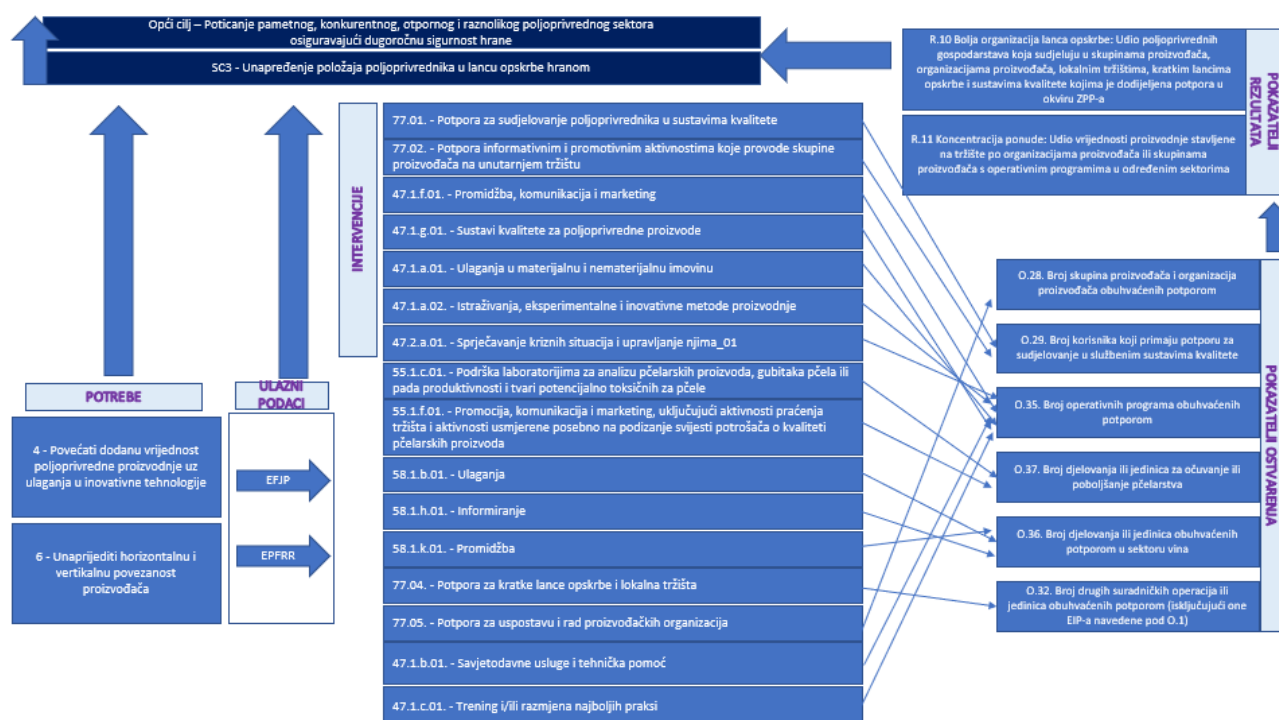 Opći cilj – Poticanje pametnog, konkurentnog, otpornog i raznolikog poljoprivrednog sektora
osiguravajući dugoročnu sigurnost hrane
SC3 - Unapređenje položaja poljoprivrednika u lancu opskrbe hranom
R.10 Bolja organizacija lanca opskrbe: Udio poljoprivrednih
gospodarstava koja sudjeluju u skupinama proizvođača,
organizacijama proizvođača, lokalnim tržištima, kratkim lancima
opskrbe i sustavima kvalitete kojima je dodijeljena potpora u
okviru ZPP-a
R.11 Koncentracija ponude: Udio vrijednosti proizvodnje stavljene
na tržište po organizacijama proizvođača ili skupinama
proizvođača s operativnim programima u određenim sektorima
POKAZATELJI
REZULTATA
INTERVENCIJE
77.01. - Potpora za sudjelovanje poljoprivrednika u sustavima kvalitete
77.02. - Potpora informativnim i promotivnim aktivnostima koje provode skupine
proizvođača na unutarnjem tržištu
47.1.f.01. - Promidžba, komunikacija i marketing
47.1.g.01. - Sustavi kvalitete za poljoprivredne proizvode
47.1.a.01. - Ulaganja u materijalnu i nematerijalnu imovinu
47.1.a.02. - Istraživanja, eksperimentalne i inovativne metode proizvodnje
47.2.a.01. - Sprječavanje kriznih situacija i upravljanje njima_01
55.1.c.01. - Podrška laboratorijima za analizu pčelarskih proizvoda, gubitaka pčela ili
pada produktivnosti i tvari potencijalno toksičnih za pčele
55.1.f.01. - Promocija, komunikacija i marketing, uključujući aktivnosti praćenja
tržišta i aktivnosti usmjerene posebno na podizanje svijesti potrošača o kvaliteti
pčelarskih proizvoda
58.1.b.01. - Ulaganja
58.1.h.01. - Informiranje
58.1.k.01. - Promidžba
77.04. - Potpora za kratke lance opskrbe i lokalna tržišta
77.05. - Potpora za uspostavu i rad proizvođačkih organizacija
47.1.b.01. - Savjetodavne usluge i tehnička pomoć
47.1.c.01. - Trening i/ili razmjena najboljih praksi
POTREBE
4 - Povećati dodanu vrijednost
poljoprivredne proizvodnje uz
ulaganja u inovativne tehnologije
6 - Unaprijediti horizontalnu i
vertikalnu povezanost
proizvođača
ULAZNI
PODACI
EFJP
EPFRR
O.28. Broj skupina proizvođača i organizacija
proizvođača obuhvaćenih potporom
O.29. Broj korisnika koji primaju potporu za
sudjelovanje u službenim sustavima kvalitete
O.35. Broj operativnih programa obuhvaćenih
potporom
O.37. Broj djelovanja ili jedinica za očuvanje ili
poboljšanje pčelarstva
O.36. Broj djelovanja ili jedinica obuhvaćenih
potporom u sektoru vina
O.32. Broj drugih suradničkih operacija ili
jedinica obuhvaćenih potporom (isključujući one
EIP-a navedene pod O.1)
POKAZATELJI OSTVARENJA